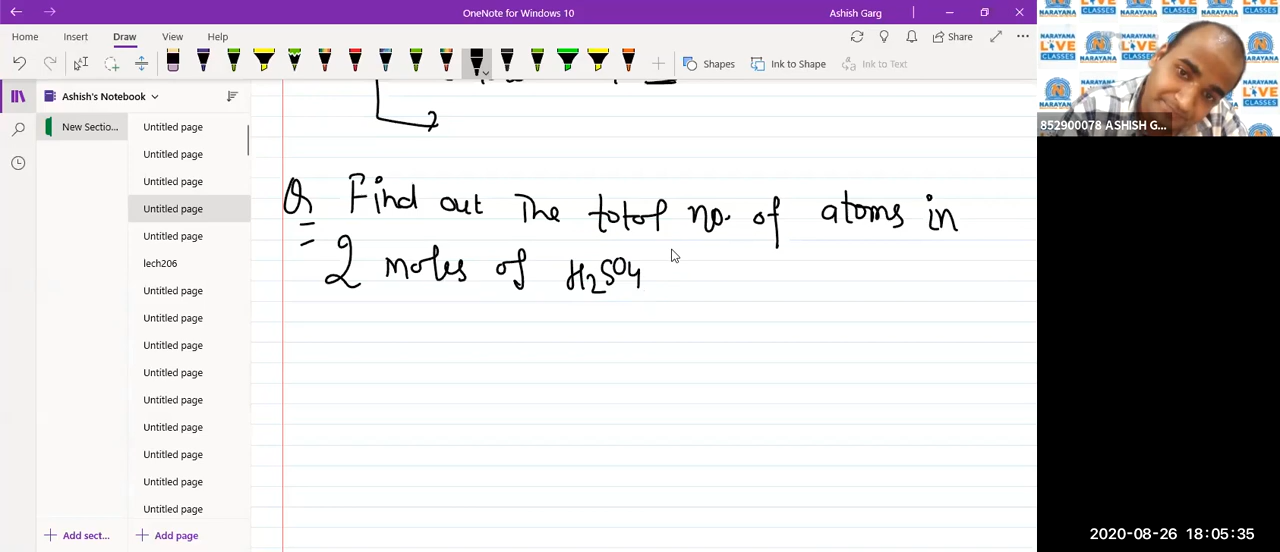 OneNote for Windows 10
Ashish Garg
Home Insert Draw View Help
Share
Shapes
Ink to Shape
Ink to Text
Ashish's Notebook
New Sectio...
Untitled page
Untitled page
Untitled page
Untitled page
Untitled page
lech206
Untitled page
Untitled page
Untitled page
Untitled page
Untitled page
Untitled page
Untitled page
Untitled page
Untitled page
Add sect...
Add page
Q Find out The total no. of atoms in
2 moles of H2SO4
NARAYANA
LIVE
CLASSES
852900078 ASHISH G...
2020-08-26 18:05:35